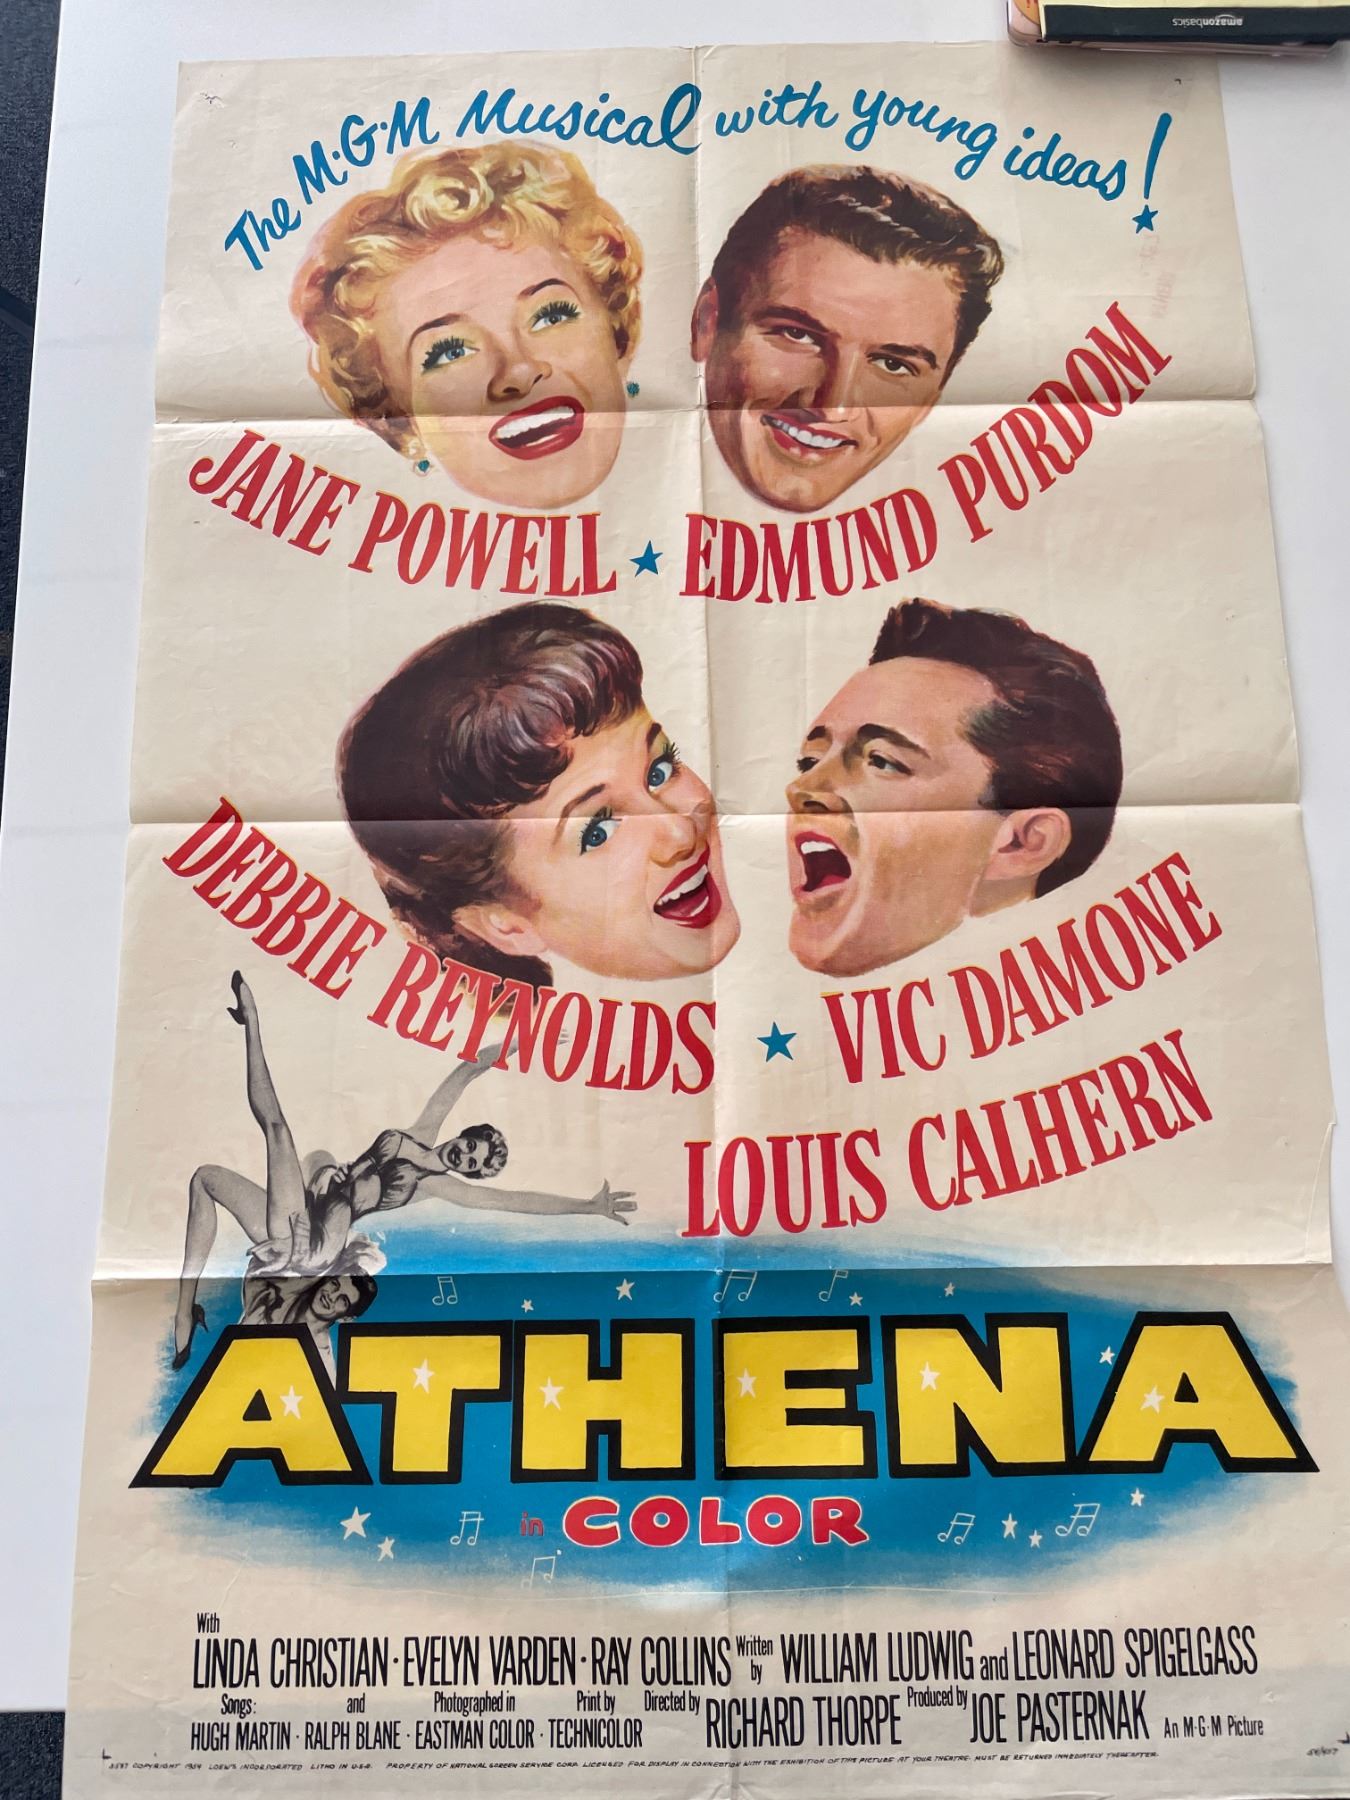 amazonbasics
The M·G·M Musical with young ideas!
JANE POWELL ★ EDMUND PURDOM
DEBBIE REYNOLDS ★ VIC DAMONE
LOUIS CALHERN
ATHENA
in COLOR
With
LINDA CHRISTIAN · EVELYN VARDEN · RAY COLLINS Written by WILLIAM LUDWIG and LEONARD SPIGELGASS
Songs: HUGH MARTIN and RALPH BLANE · Photographed in EASTMAN COLOR · Print by TECHNICOLOR Directed by RICHARD THORPE Produced by JOE PASTERNAK An M·G·M Picture
COPYRIGHT 1954 LOEW'S INCORPORATED LITHO IN U.S.A. PROPERTY OF NATIONAL SCREEN SERVICE CORP. LICENSED FOR DISPLAY IN CONNECTION WITH THE EXHIBITION OF THIS PICTURE AT YOUR THEATRE. MUST BE RETURNED IMMEDIATELY THEREAFTER.